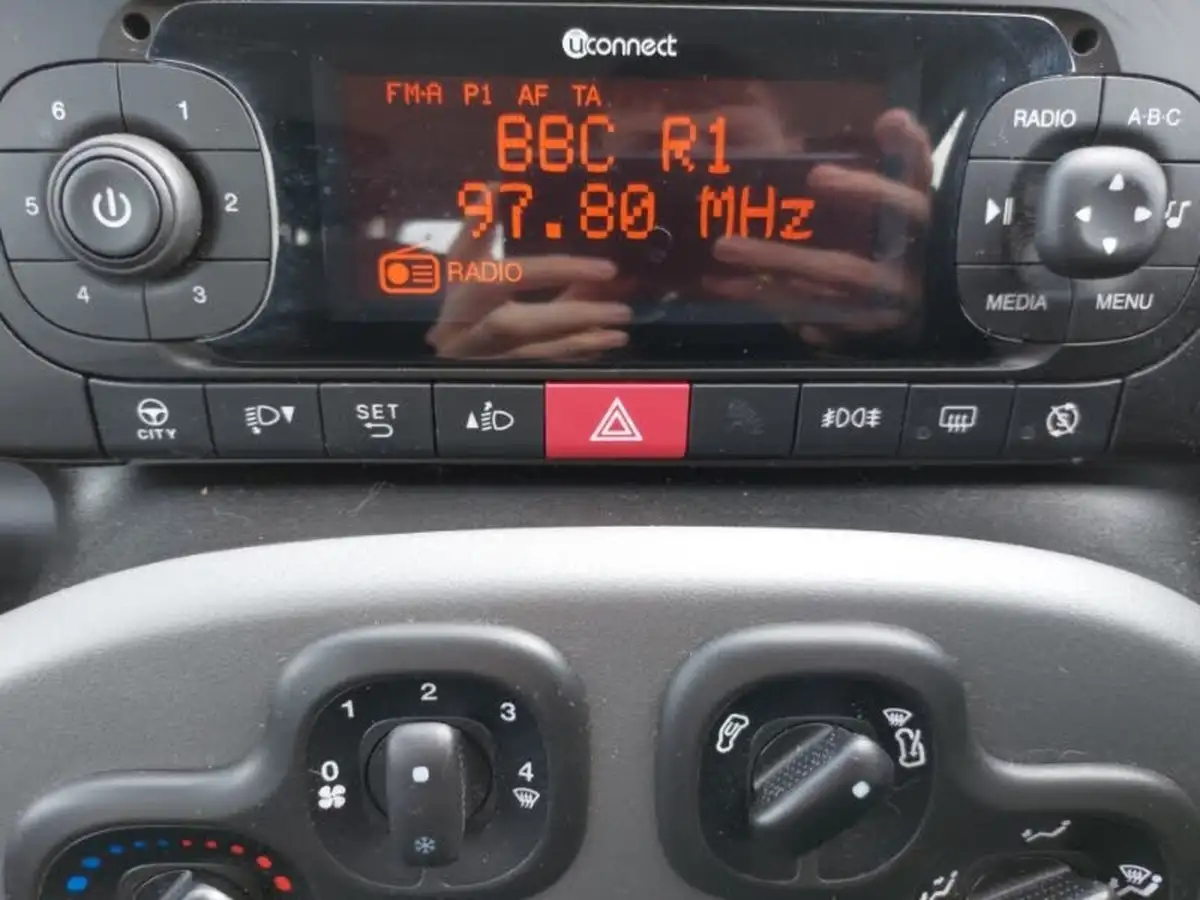 uconnect
FM-A P1 AF TA
BBC R1
97.80 MHz
RADIO
6 1
5 2
4 3
RADIO A·B·C
MEDIA MENU
CITY
SET
0 1 2 3 4